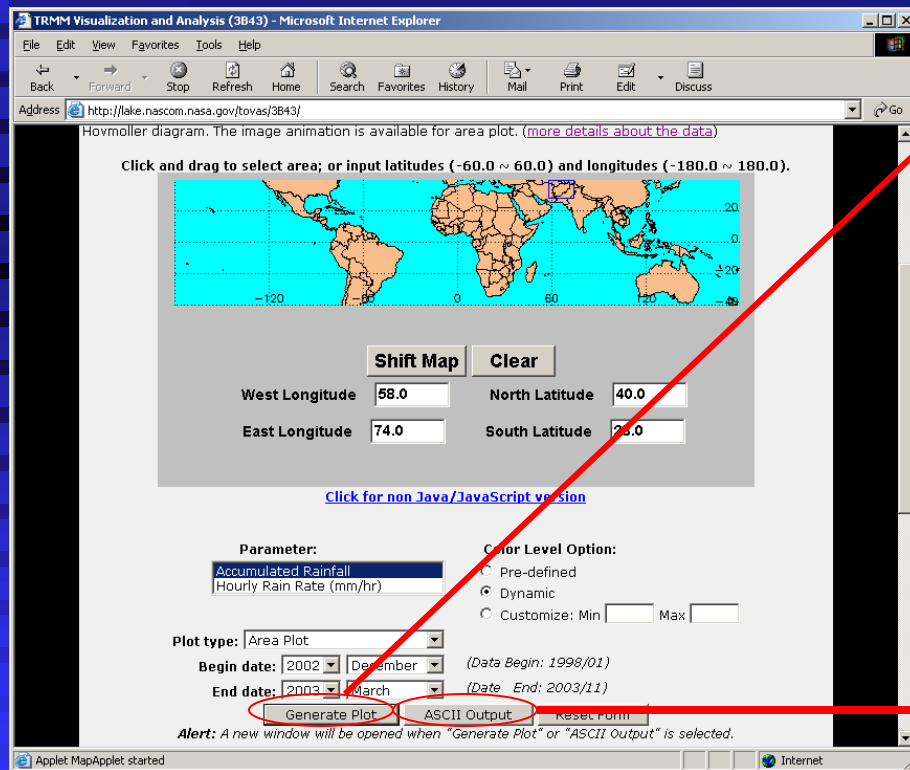 TRMM Visualization and Analysis (3B43) - Microsoft Internet Explorer
File Edit View Favorites Tools Help
Back Forward Stop Refresh Home Search Favorites History Mail Print Edit Discuss
Address http://lake.nascom.nasa.gov/tovas/3B43/ Go
Hovmoller diagram. The image animation is available for area plot. (more details about the data)
Click and drag to select area; or input latitudes (-60.0 ~ 60.0) and longitudes (-180.0 ~ 180.0).
20
0
-20
-120 -60 0 60 120 -40
Shift Map Clear
West Longitude 58.0 North Latitude 40.0
East Longitude 74.0 South Latitude
Click for non Java/JavaScript version
Parameter: Color Level Option:
Accumulated Rainfall Pre-defined
Hourly Rain Rate (mm/hr) Dynamic
Customize: Min Max
Plot type: Area Plot
Begin date: 2002 December (Data Begin: 1998/01)
End date: 2003 March (Date End: 2003/11)
Generate Plot ASCII Output Reset Form
Alert: A new window will be opened when "Generate Plot" or "ASCII Output" is selected.
Applet MapApplet started Internet